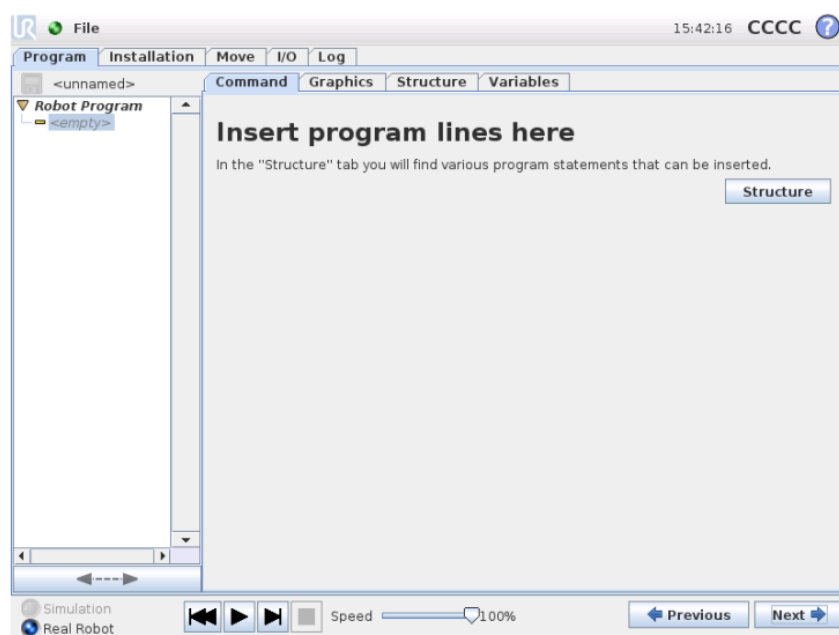 UR File 15:42:16 CCCC ?
Program Installation Move I/O Log
<unnamed> Command Graphics Structure Variables
Robot Program
<empty>
Insert program lines here
In the "Structure" tab you will find various program statements that can be inserted.
Structure
Simulation
Real Robot
Speed 100%
Previous Next